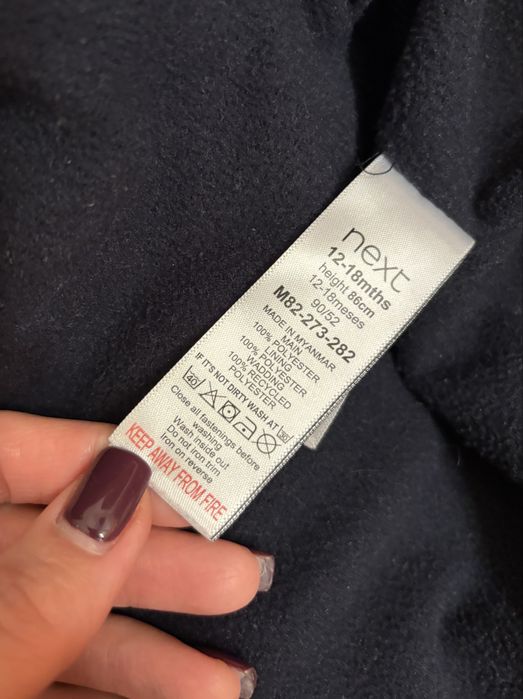 next
12-18mths
height 86cm
12-18meses
90/52
M82-273-282
MADE IN MYANMAR
MAIN
100% POLYESTER
LINING
100% POLYESTER
WADDING
100% RECYCLED
POLYESTER
IF IT'S NOT DIRTY WASH AT 30
40
Close all fastenings before
washing
Wash inside out
Do not iron trim
Iron on reverse
KEEP AWAY FROM FIRE